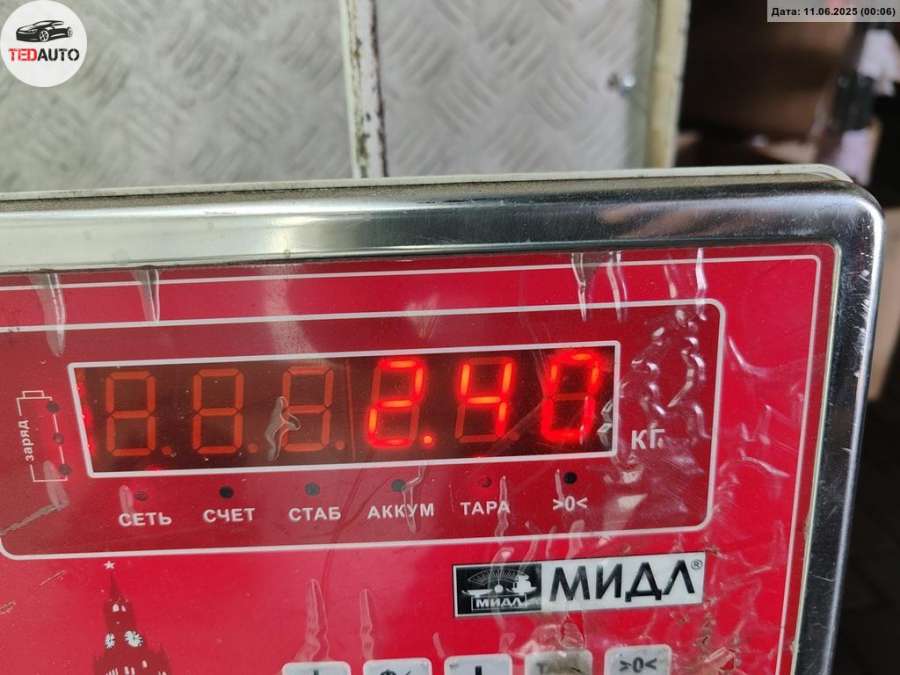 TEDAUTO
Дата: 11.06.2025 (00:06)
заряд
2.40
КГ
СЕТЬ СЧЕТ СТАБ АККУМ ТАРА >0<
МИДЛ МИДЛ®
>0<